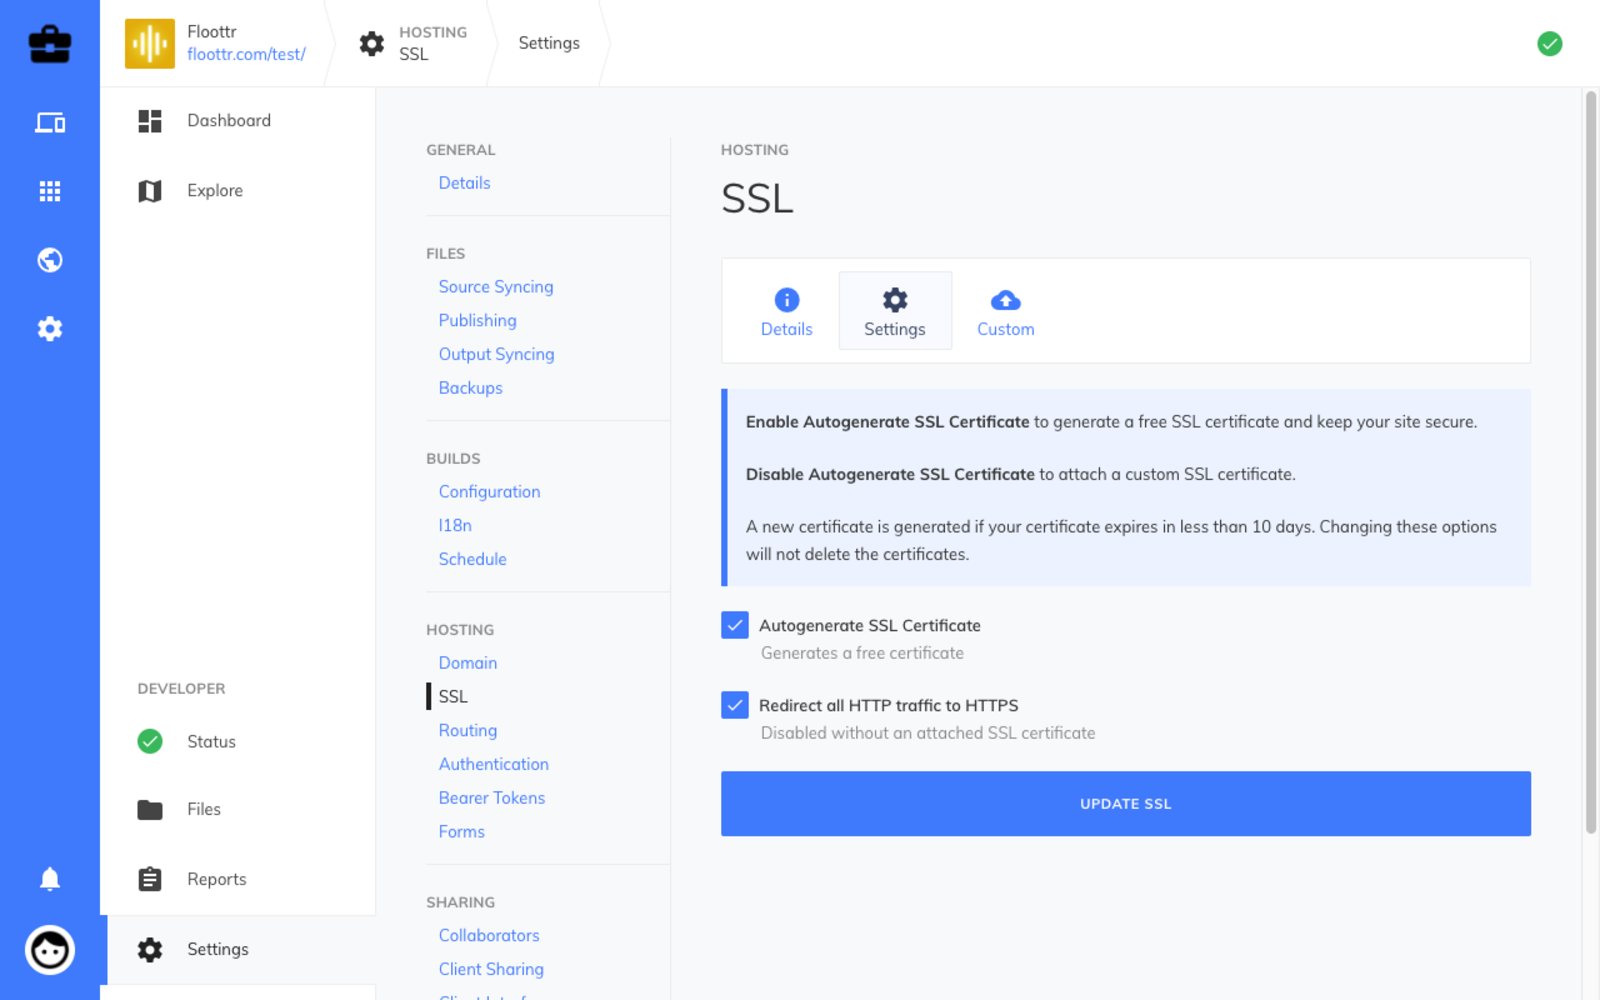 Floottr
floottr.com/test/
HOSTING
SSL
Settings
Dashboard
Explore
DEVELOPER
Status
Files
Reports
Settings
GENERAL
Details
FILES
Source Syncing
Publishing
Output Syncing
Backups
BUILDS
Configuration
I18n
Schedule
HOSTING
Domain
SSL
Routing
Authentication
Bearer Tokens
Forms
SHARING
Collaborators
Client Sharing
HOSTING
SSL
Details
Settings
Custom
Enable Autogenerate SSL Certificate to generate a free SSL certificate and keep your site secure.
Disable Autogenerate SSL Certificate to attach a custom SSL certificate.
A new certificate is generated if your certificate expires in less than 10 days. Changing these options
will not delete the certificates.
Autogenerate SSL Certificate
Generates a free certificate
Redirect all HTTP traffic to HTTPS
Disabled without an attached SSL certificate
UPDATE SSL